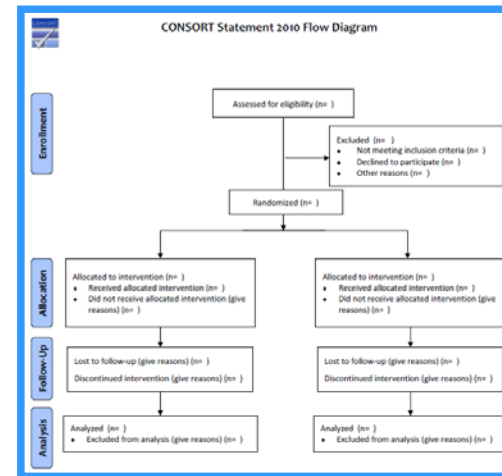 CONSORT
CONSORT Statement 2010 Flow Diagram
Enrollment
Assessed for eligibility (n= )
Excluded (n= )
♦ Not meeting inclusion criteria (n= )
♦ Declined to participate (n= )
♦ Other reasons (n= )
Randomized (n= )
Allocation
Allocated to intervention (n= )
♦ Received allocated intervention (n= )
♦ Did not receive allocated intervention (give
reasons) (n= )
Allocated to intervention (n= )
♦ Received allocated intervention (n= )
♦ Did not receive allocated intervention (give
reasons) (n= )
Follow-Up
Lost to follow-up (give reasons) (n= )
Discontinued intervention (give reasons) (n= )
Lost to follow-up (give reasons) (n= )
Discontinued intervention (give reasons) (n= )
Analysis
Analyzed (n= )
♦ Excluded from analysis (give reasons) (n= )
Analyzed (n= )
♦ Excluded from analysis (give reasons) (n= )